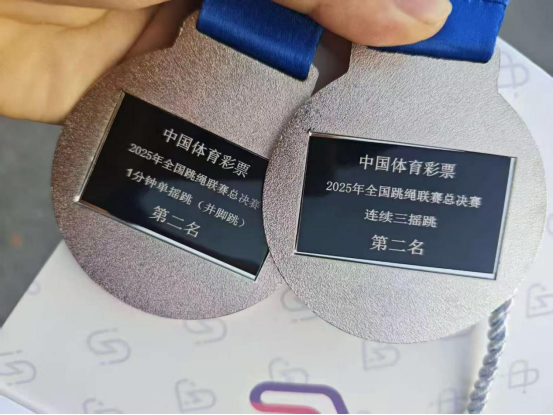 中国体育彩票
2025年全国跳绳联赛总决赛
1分钟单摇跳（并脚跳）
第二名
中国体育彩票
2025年全国跳绳联赛总决赛
连续三摇跳
第二名